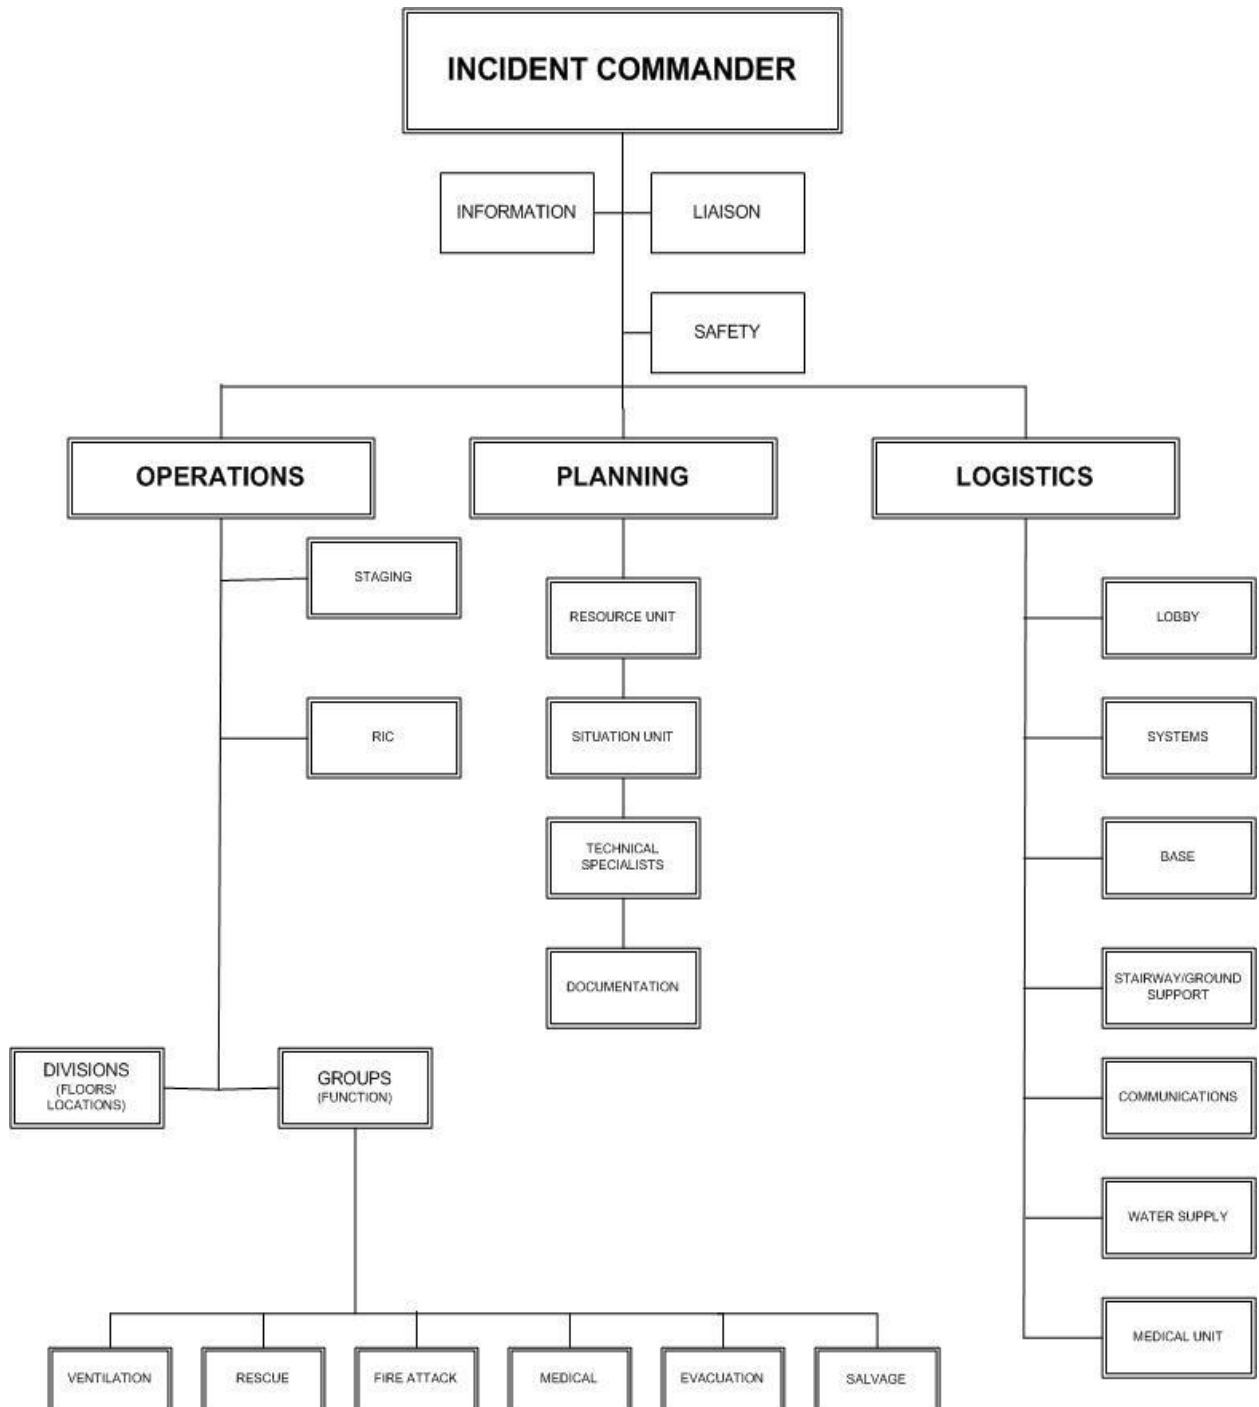 INCIDENT COMMANDER
INFORMATION
LIAISON
SAFETY
OPERATIONS
PLANNING
LOGISTICS
STAGING
RESOURCE UNIT
LOBBY
RIC
SITUATION UNIT
SYSTEMS
TECHNICAL
SPECIALISTS
BASE
DOCUMENTATION
STAIRWAY/GROUND
SUPPORT
DIVISIONS
(FLOORS/
LOCATIONS)
GROUPS
(FUNCTION)
COMMUNICATIONS
WATER SUPPLY
MEDICAL UNIT
VENTILATION
RESCUE
FIRE ATTACK
MEDICAL
EVACUATION
SALVAGE